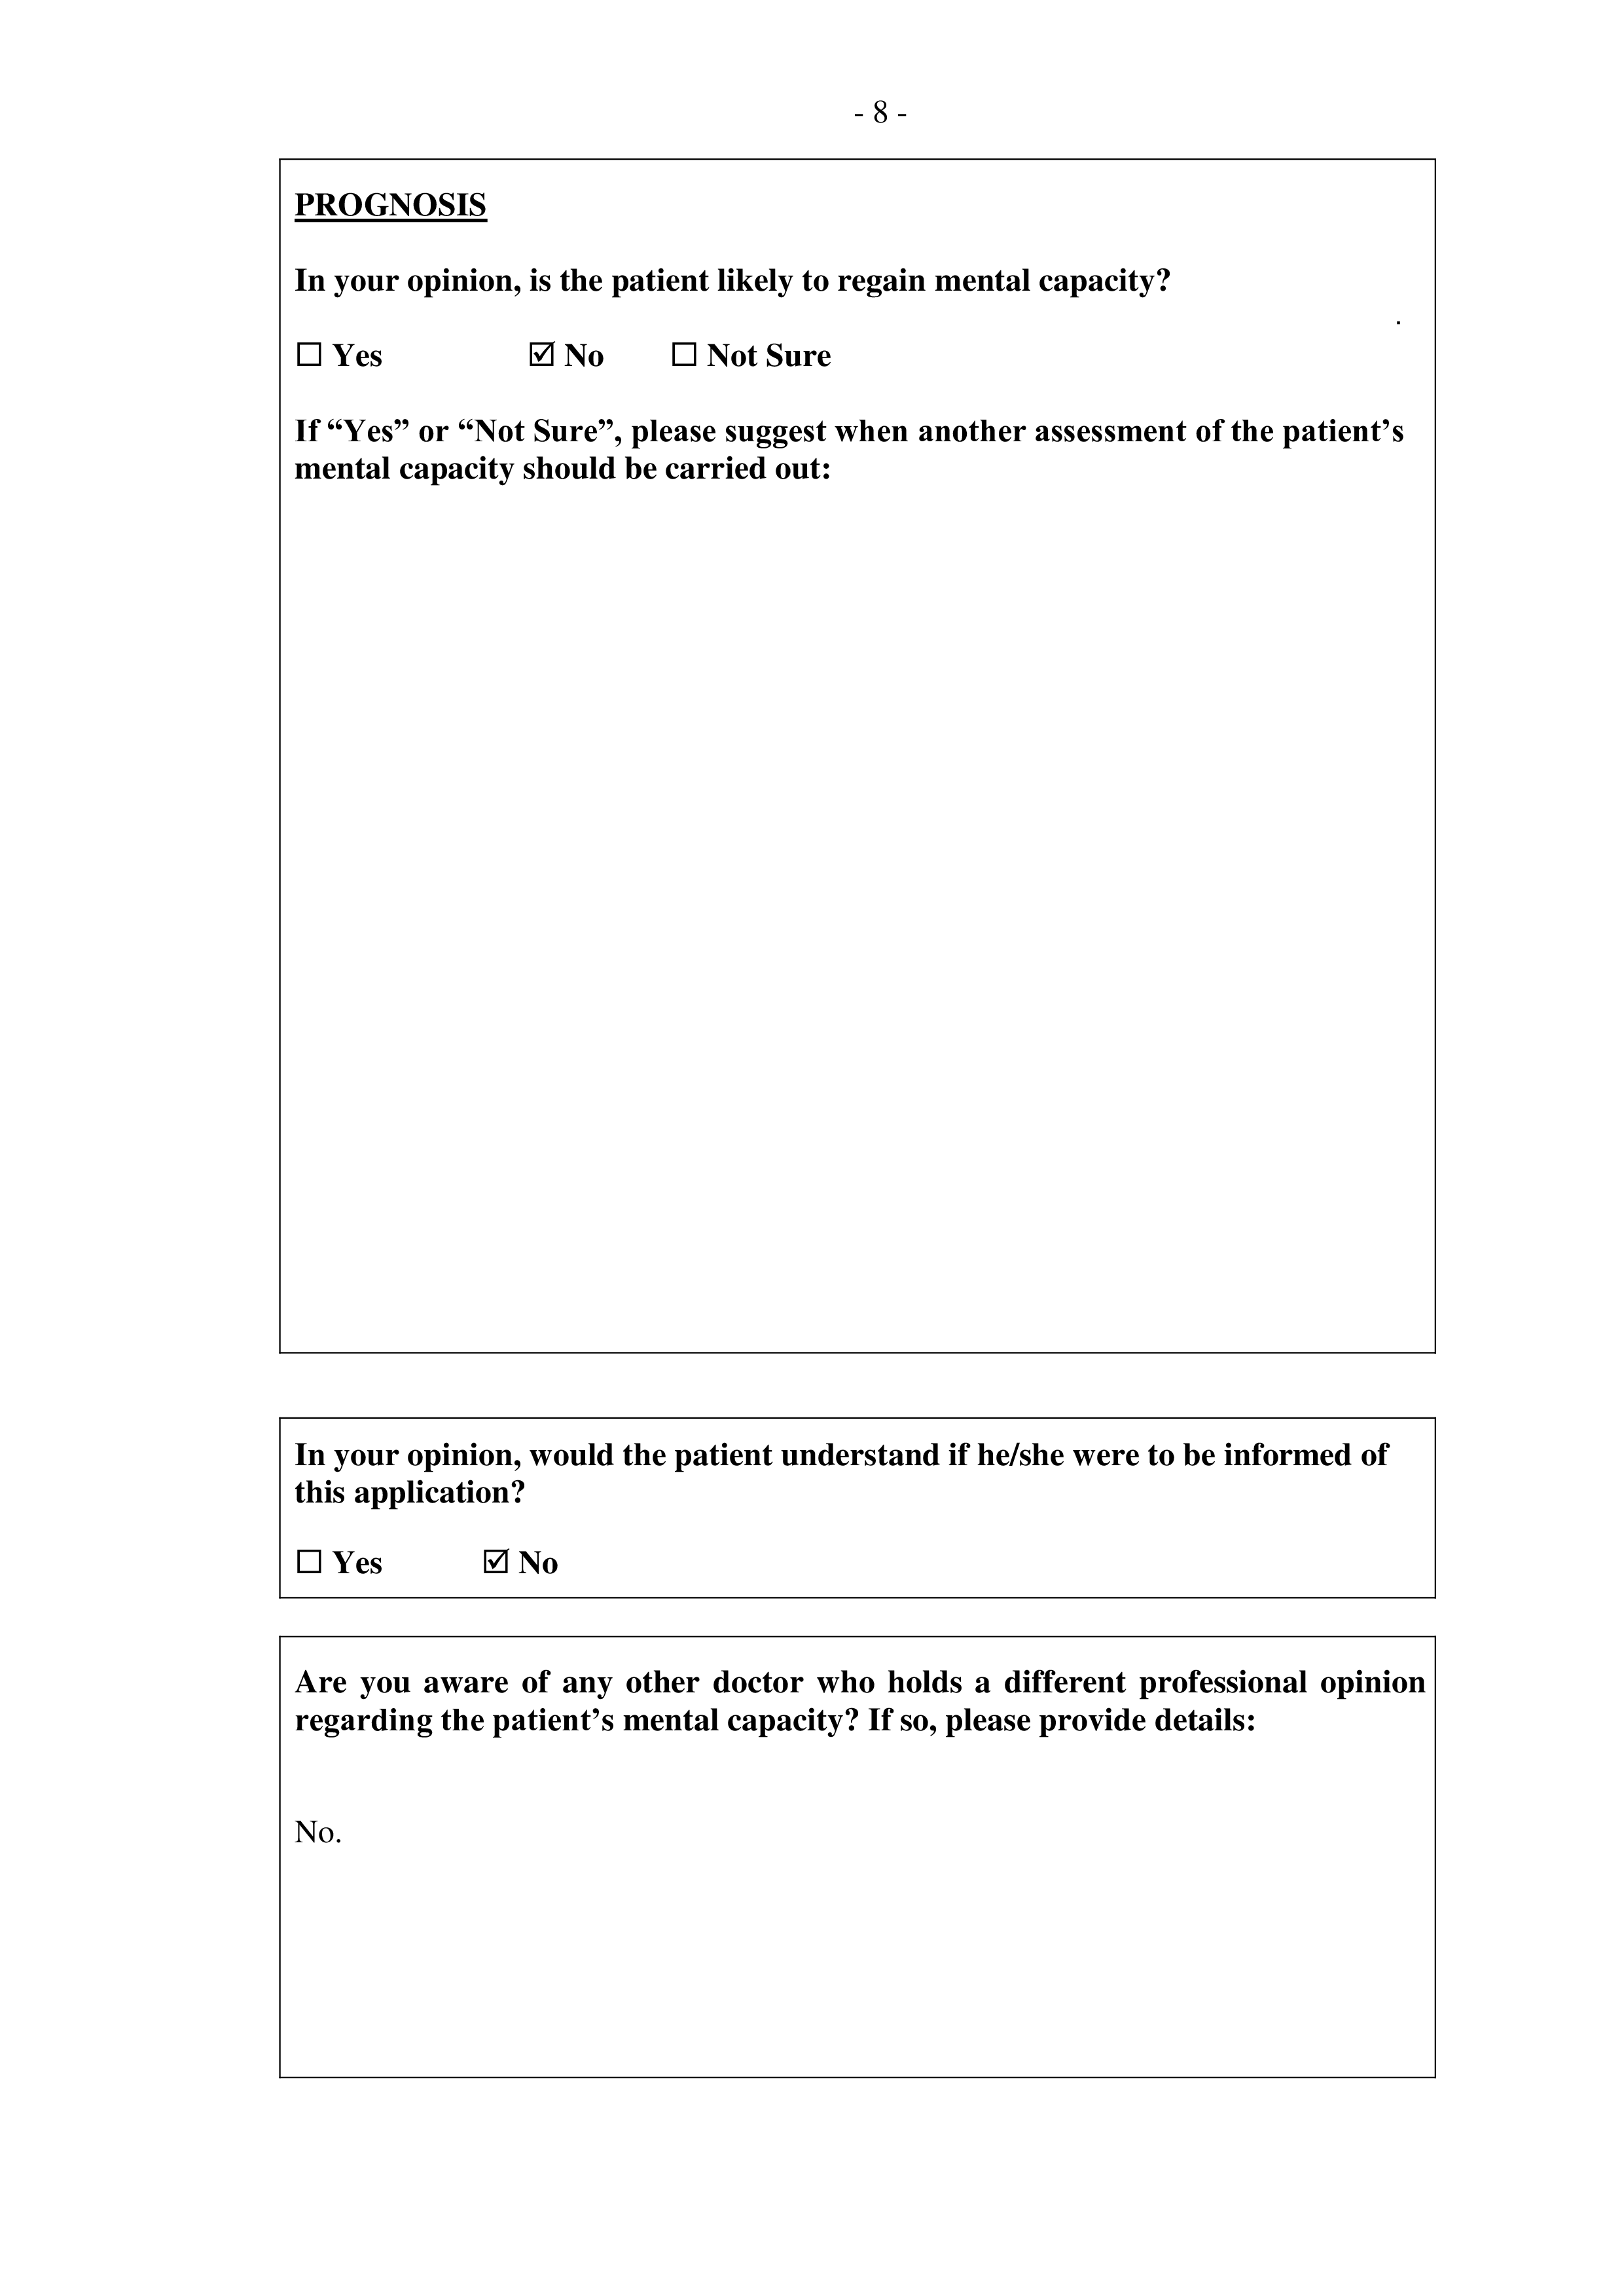 - 8 -
PROGNOSIS
In your opinion, is the patient likely to regain mental capacity?
.
☐ Yes ☑ No ☐ Not Sure
If “Yes” or “Not Sure”, please suggest when another assessment of the patient’s
mental capacity should be carried out:
In your opinion, would the patient understand if he/she were to be informed of
this application?
☐ Yes ☑ No
Are you aware of any other doctor who holds a different professional opinion
regarding the patient’s mental capacity? If so, please provide details:
No.